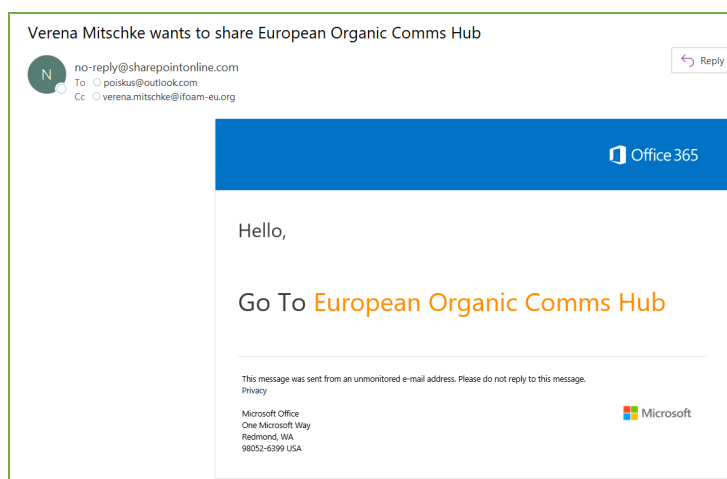 Verena Mitschke wants to share European Organic Comms Hub
N
no-reply@sharepointonline.com
Reply
To poiskus@outlook.com
Cc verena.mitschke@ifoam-eu.org
Office 365
Hello,
Go To European Organic Comms Hub
This message was sent from an unmonitored e-mail address. Please do not reply to this message.
Privacy
Microsoft Office
One Microsoft Way
Redmond, WA
98052-6399 USA
Microsoft